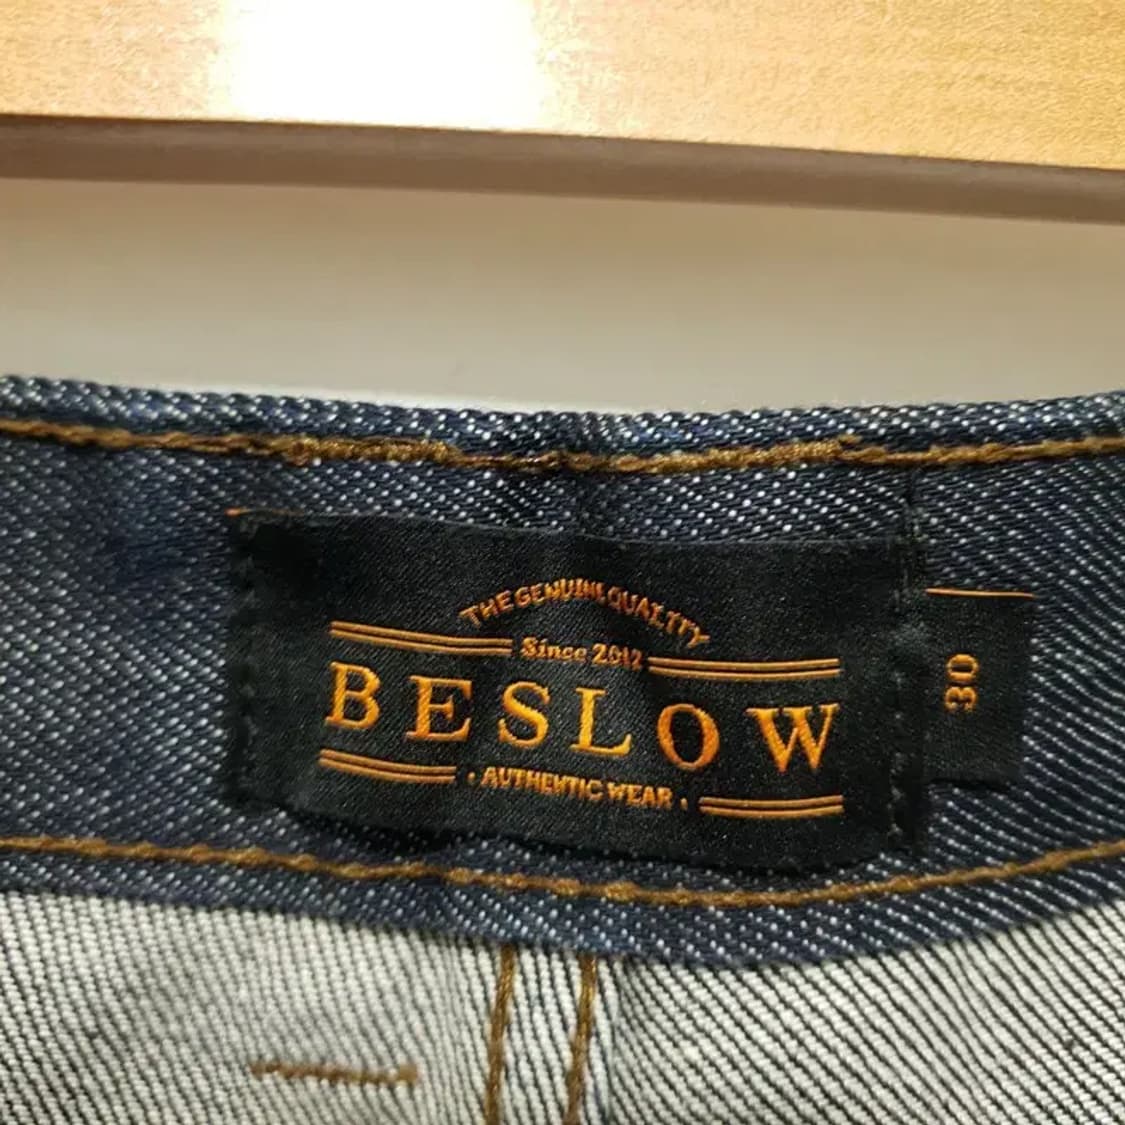 THE GENUINE QUALITY
Since 2012
BESLOW
• AUTHENTIC WEAR •
30